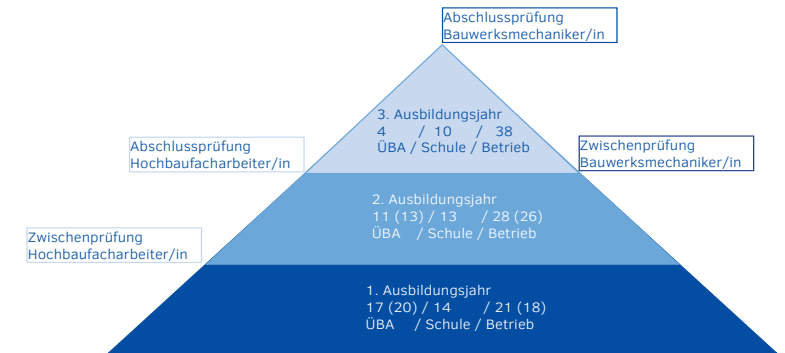 Abschlussprüfung
Bauwerksmechaniker/in
3. Ausbildungsjahr
4 / 10 / 38
ÜBA / Schule / Betrieb
Abschlussprüfung
Hochbaufacharbeiter/in
Zwischenprüfung
Bauwerksmechaniker/in
2. Ausbildungsjahr
11 (13) / 13 / 28 (26)
ÜBA / Schule / Betrieb
Zwischenprüfung
Hochbaufacharbeiter/in
1. Ausbildungsjahr
17 (20) / 14 / 21 (18)
ÜBA / Schule / Betrieb